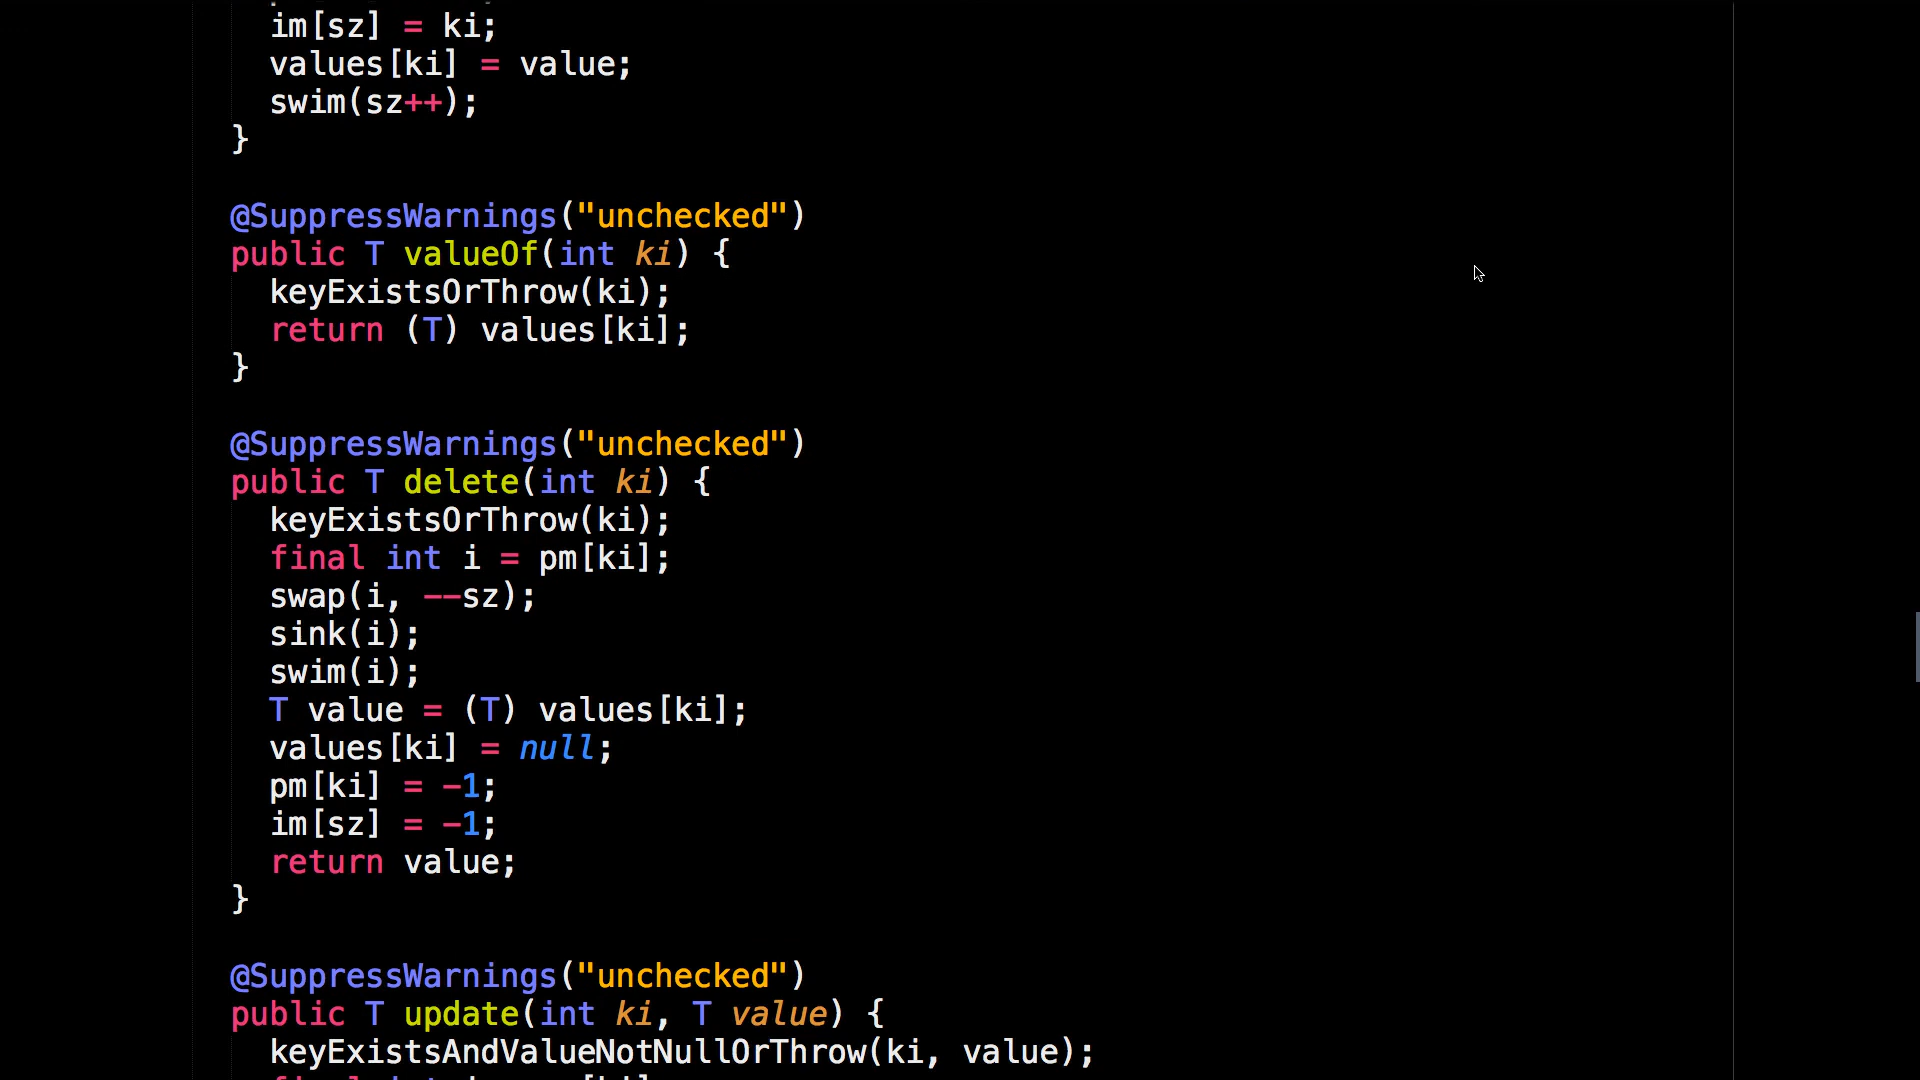 im[sz] = ki;
values[ki] = value;
swim(sz++);
}
@SuppressWarnings("unchecked")
public T valueOf(int ki) {
keyExistsOrThrow(ki);
return (T) values[ki];
}
@SuppressWarnings("unchecked")
public T delete(int ki) {
keyExistsOrThrow(ki);
final int i = pm[ki];
swap(i, --sz);
sink(i);
swim(i);
T value = (T) values[ki];
values[ki] = null;
pm[ki] = -1;
im[sz] = -1;
return value;
}
@SuppressWarnings("unchecked")
public T update(int ki, T value) {
keyExistsAndValueNotNullOrThrow(ki, value);